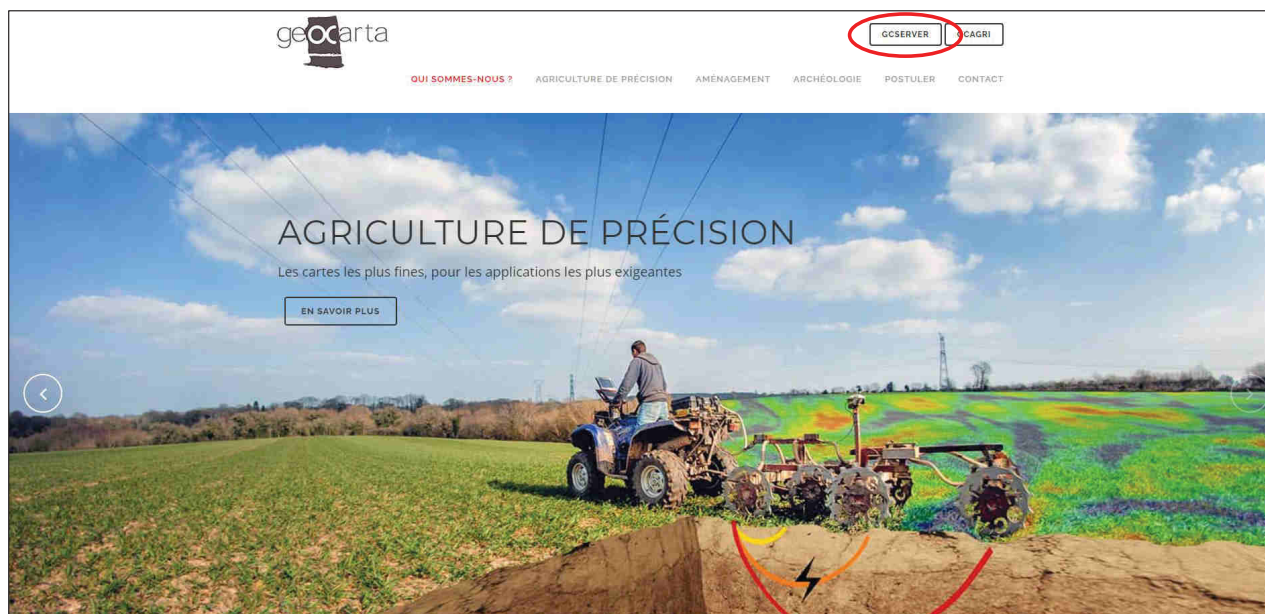 geocarta
GCSERVER GCAGRI
QUI SOMMES-NOUS ? AGRICULTURE DE PRÉCISION AMÉNAGEMENT ARCHÉOLOGIE POSTULER CONTACT
AGRICULTURE DE PRÉCISION
Les cartes les plus fines, pour les applications les plus exigeantes
EN SAVOIR PLUS